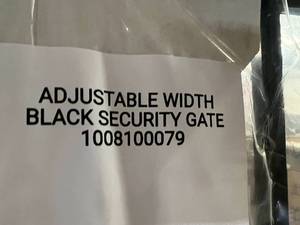 ADJUSTABLE WIDTH
BLACK SECURITY GATE
1008100079